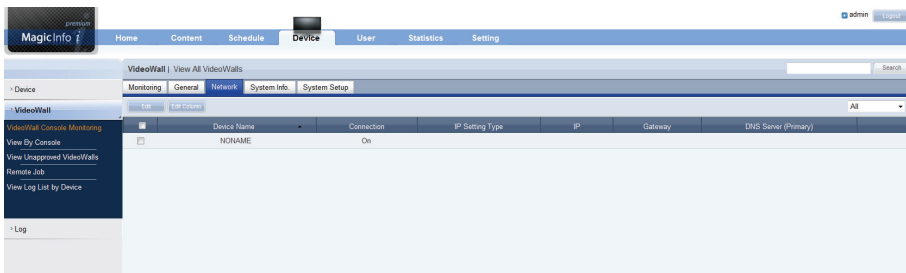 premium
MagicInfo i
admin Logout
Home Content Schedule Device User Statistics Setting
VideoWall | View All VideoWalls Search
Device
Monitoring General Network System Info. System Setup
VideoWall
Edit Edit Column All
VideoWall Console Monitoring
Device Name Connection IP Setting Type IP Gateway DNS Server (Primary)
View By Console
NONAME On
View Unapproved VideoWalls
Remote Job
View Log List by Device
Log